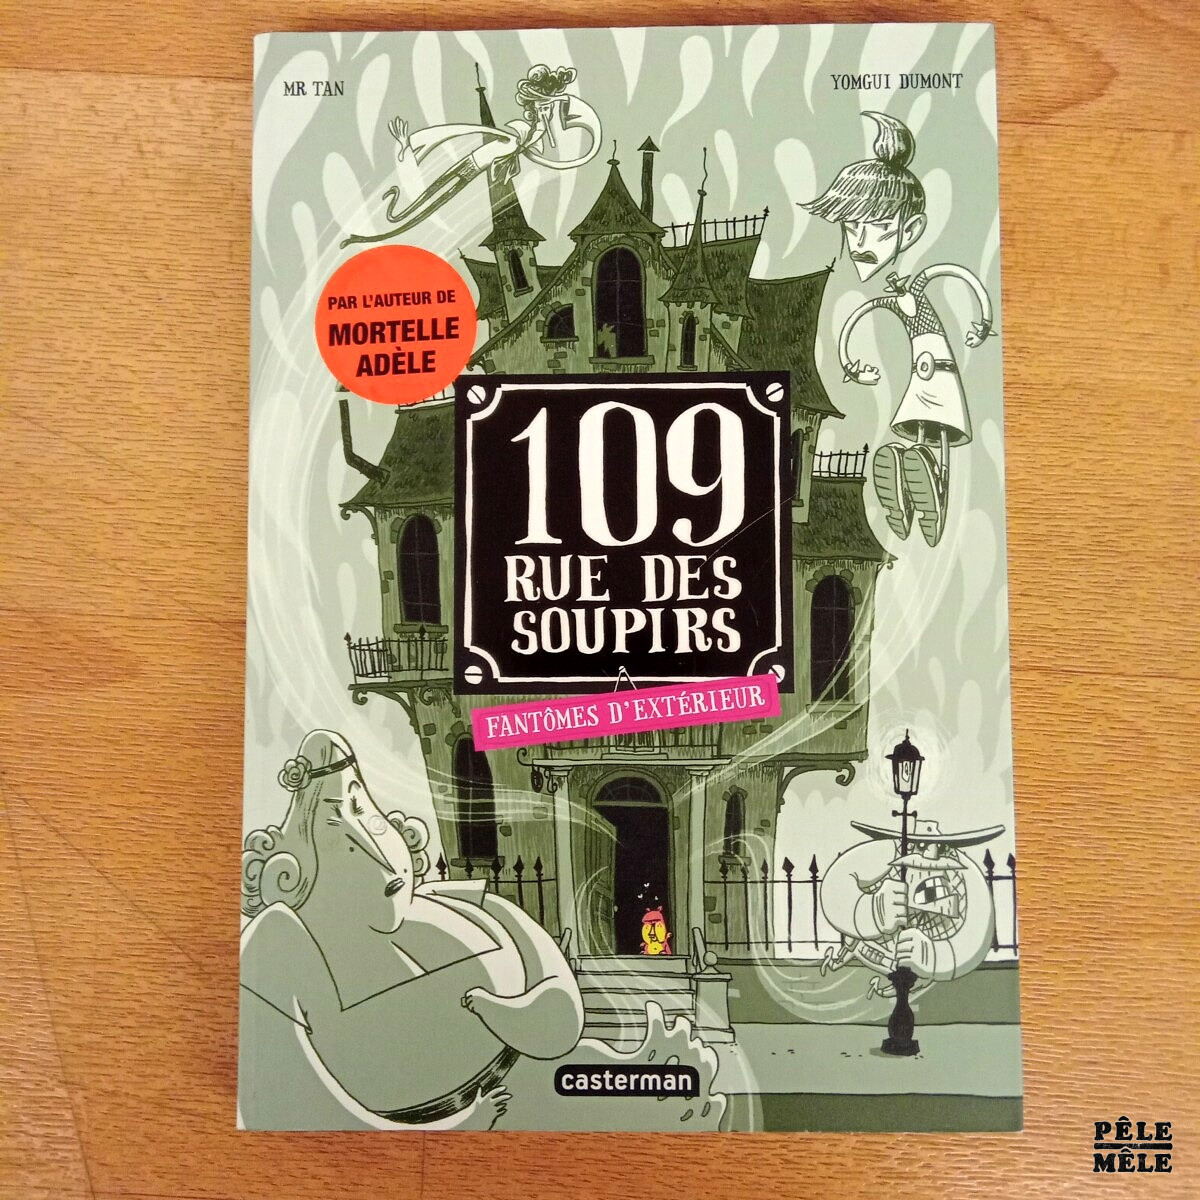 MR TAN
YOMGUI DUMONT
PAR L'AUTEUR DE
MORTELLE
ADÈLE
109
RUE DES
SOUPIRS
FANTÔMES D'EXTÉRIEUR
casterman
PÊLE
MÊLE